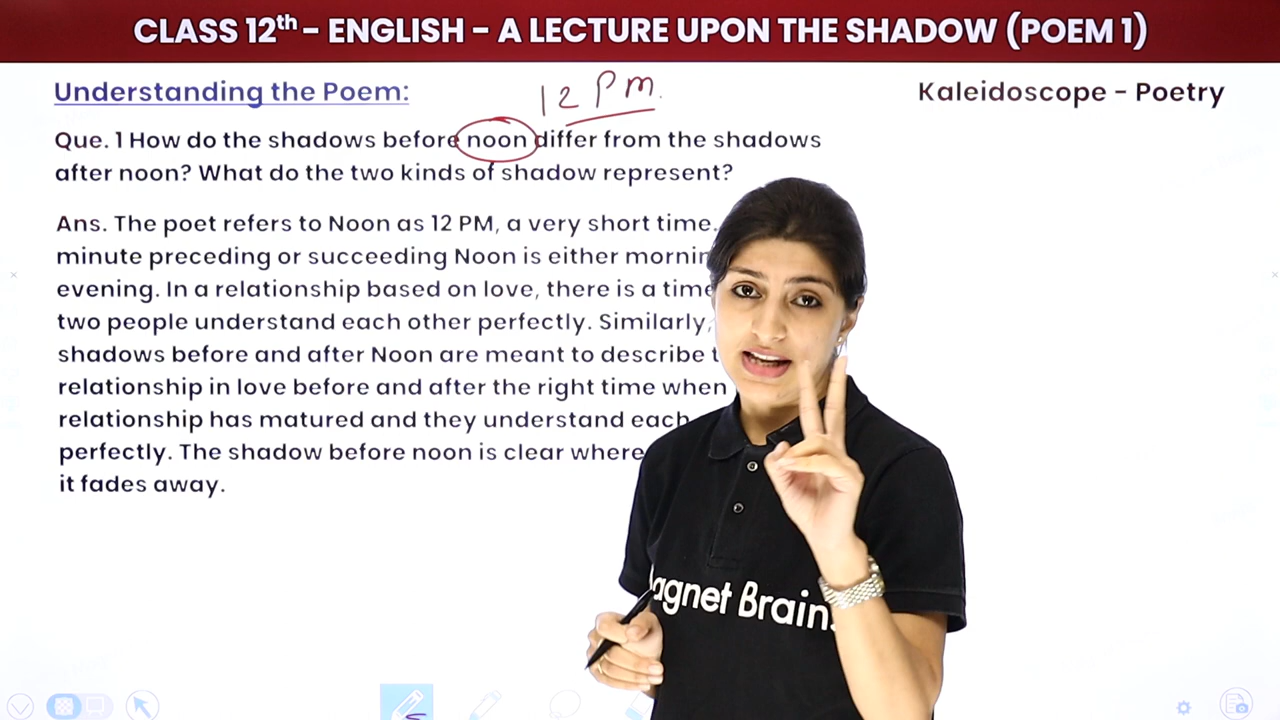 CLASS 12th - ENGLISH - A LECTURE UPON THE SHADOW (POEM 1)
Understanding the Poem:
12 Pm.
Kaleidoscope - Poetry
Que. 1 How do the shadows before noon differ from the shadows
after noon? What do the two kinds of shadow represent?
Ans. The poet refers to Noon as 12 PM, a very short time.
minute preceding or succeeding Noon is either mornin
evening. In a relationship based on love, there is a time
two people understand each other perfectly. Similarly,
shadows before and after Noon are meant to describe t
relationship in love before and after the right time when
relationship has matured and they understand each
perfectly. The shadow before noon is clear where
it fades away.
agnet Brain